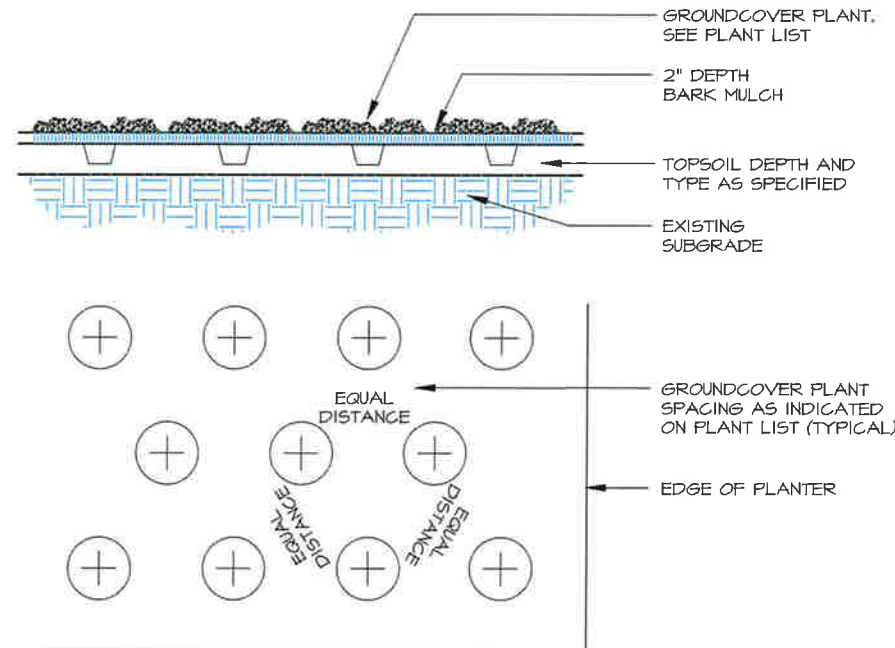 GROUNDCOVER PLANT.
SEE PLANT LIST
2" DEPTH
BARK MULCH
TOPSOIL DEPTH AND
TYPE AS SPECIFIED
EXISTING
SUBGRADE
GROUNDCOVER PLANT
SPACING AS INDICATED
ON PLANT LIST (TYPICAL)
EQUAL
DISTANCE
EQUAL
DISTANCE
EQUAL
DISTANCE
EDGE OF PLANTER